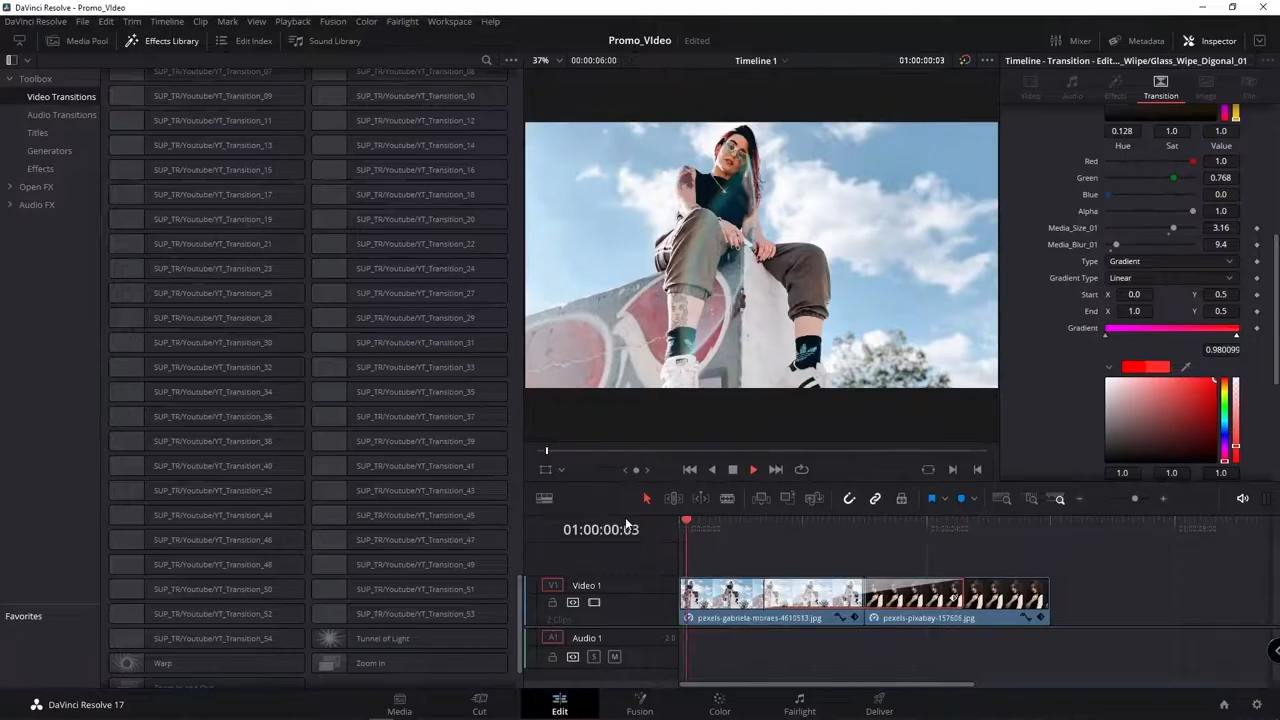 DaVinci Resolve - Promo_VIdeo
DaVinci Resolve File Edit Trim Timeline Clip Mark View Playback Fusion Color Fairlight Workspace Help
Media Pool Effects Library Edit Index Sound Library Promo_VIdeo Edited Mixer Metadata Inspector
37% 00:00:06:00 Timeline 1 01:00:00:03 Timeline - Transition - Edit..._Wiipe/Glass_Wipe_Digonal_01
Toolbox
Video Transitions
Audio Transitions
Titles
Generators
Effects
Open FX
Audio FX
Favorites
SUP_TR/Youtube/YT_Transition_07 SUP_TR/Youtube/YT_Transition_08
SUP_TR/Youtube/YT_Transition_09 SUP_TR/Youtube/YT_Transition_10
SUP_TR/Youtube/YT_Transition_11 SUP_TR/Youtube/YT_Transition_12
SUP_TR/Youtube/YT_Transition_13 SUP_TR/Youtube/YT_Transition_14
SUP_TR/Youtube/YT_Transition_15 SUP_TR/Youtube/YT_Transition_16
SUP_TR/Youtube/YT_Transition_17 SUP_TR/Youtube/YT_Transition_18
SUP_TR/Youtube/YT_Transition_19 SUP_TR/Youtube/YT_Transition_20
SUP_TR/Youtube/YT_Transition_21 SUP_TR/Youtube/YT_Transition_22
SUP_TR/Youtube/YT_Transition_23 SUP_TR/Youtube/YT_Transition_24
SUP_TR/Youtube/YT_Transition_25 SUP_TR/Youtube/YT_Transition_27
SUP_TR/Youtube/YT_Transition_28 SUP_TR/Youtube/YT_Transition_29
SUP_TR/Youtube/YT_Transition_30 SUP_TR/Youtube/YT_Transition_31
SUP_TR/Youtube/YT_Transition_32 SUP_TR/Youtube/YT_Transition_33
SUP_TR/Youtube/YT_Transition_34 SUP_TR/Youtube/YT_Transition_35
SUP_TR/Youtube/YT_Transition_36 SUP_TR/Youtube/YT_Transition_37
SUP_TR/Youtube/YT_Transition_38 SUP_TR/Youtube/YT_Transition_39
SUP_TR/Youtube/YT_Transition_40 SUP_TR/Youtube/YT_Transition_41
SUP_TR/Youtube/YT_Transition_42 SUP_TR/Youtube/YT_Transition_43
SUP_TR/Youtube/YT_Transition_44 SUP_TR/Youtube/YT_Transition_45
SUP_TR/Youtube/YT_Transition_46 SUP_TR/Youtube/YT_Transition_47
SUP_TR/Youtube/YT_Transition_48 SUP_TR/Youtube/YT_Transition_49
SUP_TR/Youtube/YT_Transition_50 SUP_TR/Youtube/YT_Transition_51
SUP_TR/Youtube/YT_Transition_52 SUP_TR/Youtube/YT_Transition_53
SUP_TR/Youtube/YT_Transition_54 Tunnel of Light
Warp Zoom In
Zoom In and Out
Video Audio Effects Transition Image File
0.128 1.0 1.0
Hue Sat Value
Red 1.0
Green 0.768
Blue 0.0
Alpha 1.0
Media_Size_01 3.16
Media_Blur_01 9.4
Type Gradient
Gradient Type Linear
Start X 0.0 Y 0.5
End X 1.0 Y 0.5
Gradient
0.980099
1.0 1.0 1.0
01:00:00:03
V1 Video 1
2 Clips
pexels-gabriela-moraes-4610513.jpg pexels-pixabay-157606.jpg
A1 Audio 1 2.0
S M
DaVinci Resolve 17 Media Cut Edit Fusion Color Fairlight Deliver